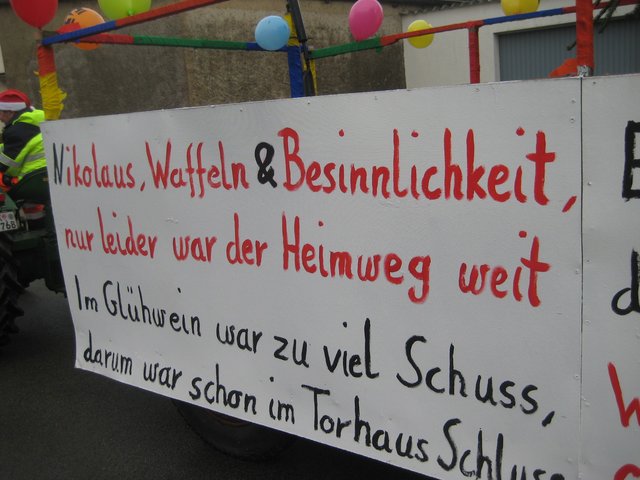 Nikolaus, Waffeln & Besinnlichkeit,
nur leider war der Heimweg weit
Im Glühwein war zu viel Schuss,
darum war schon im Torhaus Schluss